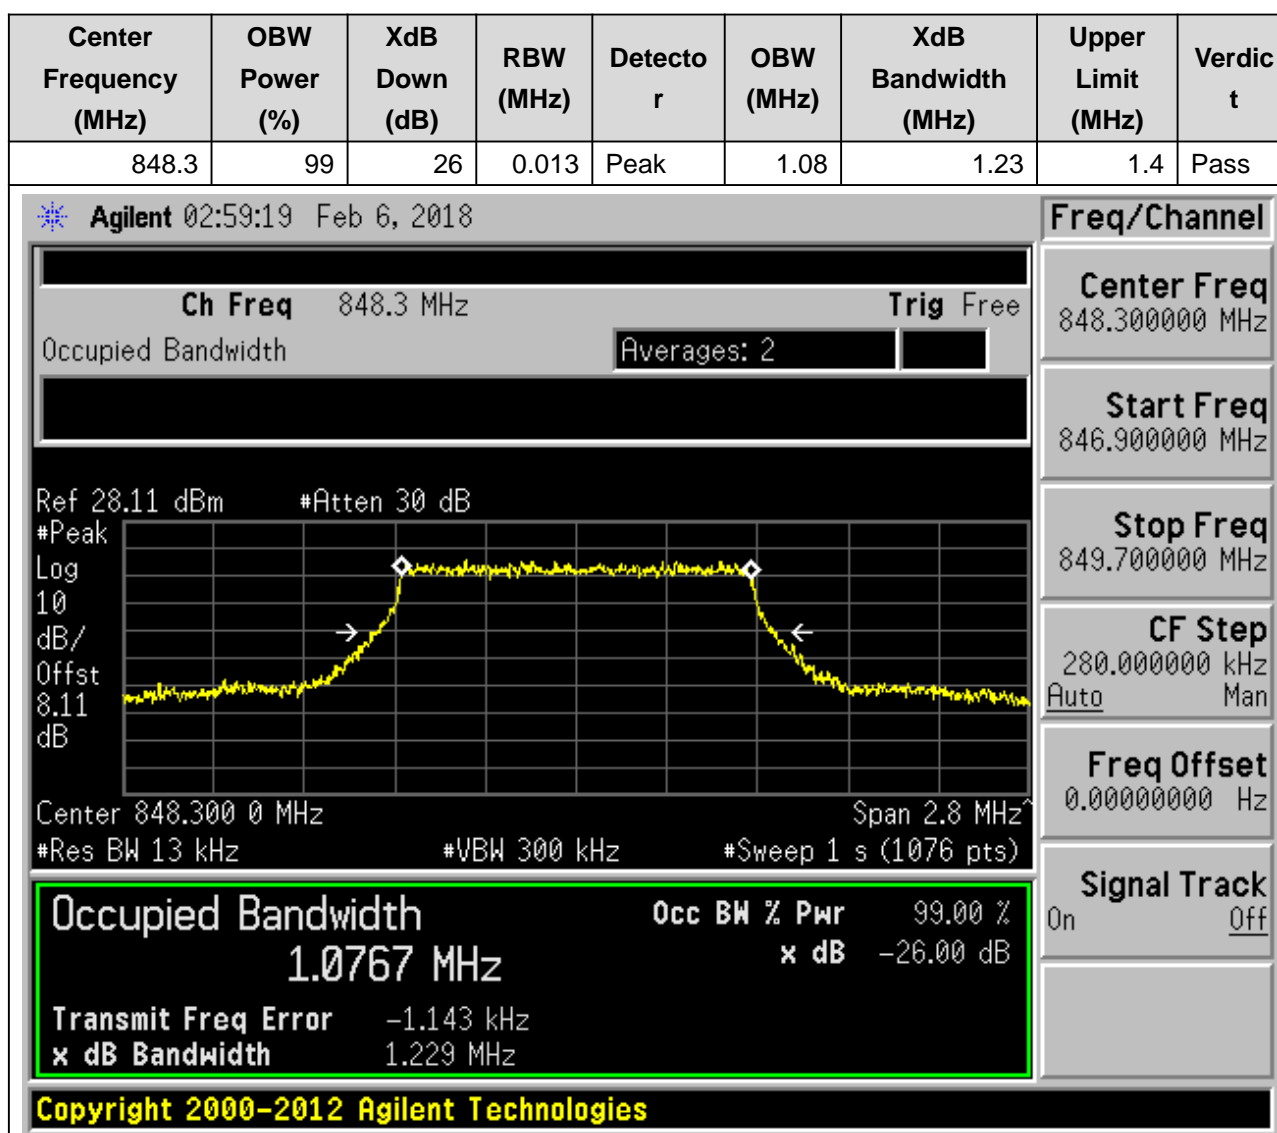 Center Frequency (MHz) OBW Power (%) XdB Down (dB) RBW (MHz) Detecto r OBW (MHz) XdB Bandwidth (MHz) Upper Limit (MHz) Verdic t
848.3 99 26 0.013 Peak 1.08 1.23 1.4 Pass
Agilent 02:59:19 Feb 6, 2018
Ch Freq 848.3 MHz Trig Free
Occupied Bandwidth Averages: 2
Ref 28.11 dBm #Atten 30 dB
#Peak
Log
10
dB/
Offst
8.11
dB
Center 848.300 0 MHz Span 2.8 MHz^
#Res BW 13 kHz #VBW 300 kHz #Sweep 1 s (1076 pts)
Occupied Bandwidth Occ BW % Pwr 99.00 %
1.0767 MHz x dB -26.00 dB
Transmit Freq Error -1.143 kHz
x dB Bandwidth 1.229 MHz
Copyright 2000-2012 Agilent Technologies
Freq/Channel
Center Freq
848.300000 MHz
Start Freq
846.900000 MHz
Stop Freq
849.700000 MHz
CF Step
280.000000 kHz
Auto Man
Freq Offset
0.00000000 Hz
Signal Track
On Off